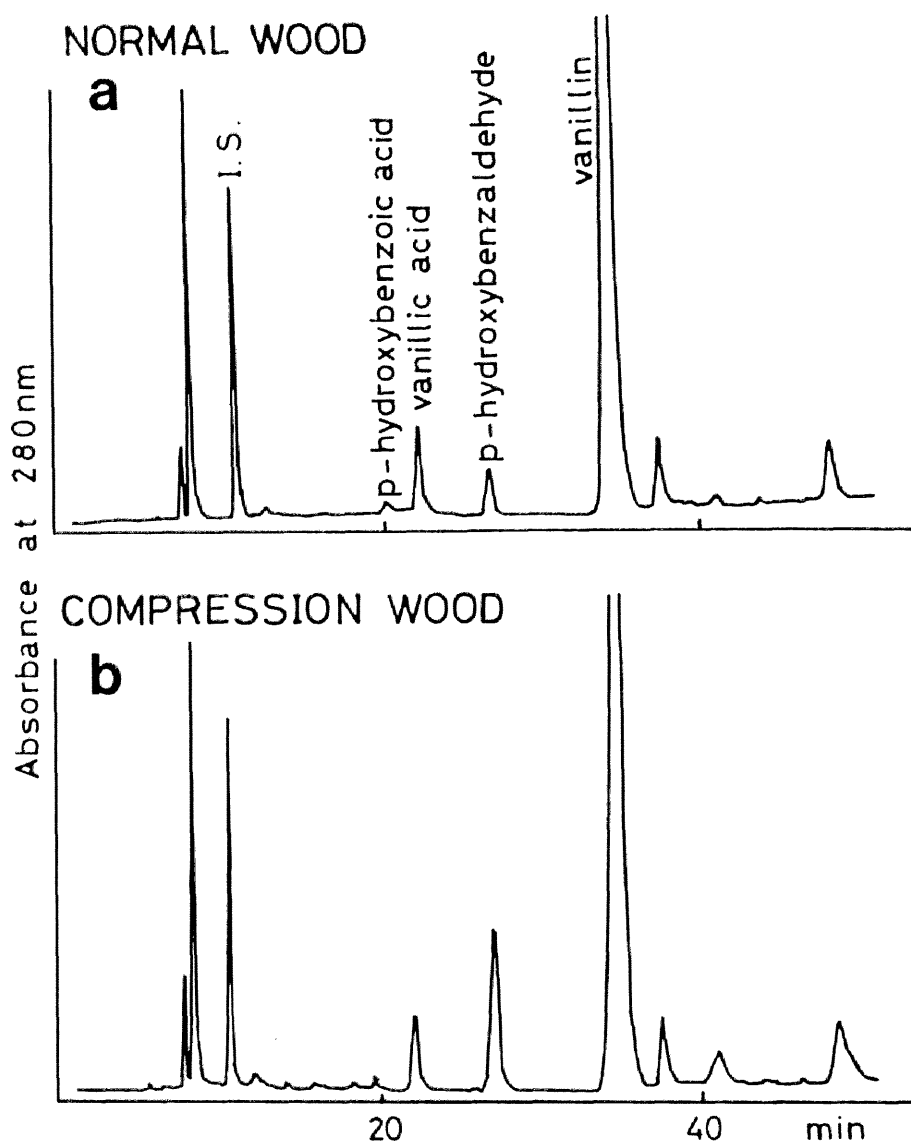 NORMAL WOOD
a
I.S.
p-hydroxybenzoic acid
vanillic acid
p-hydroxybenzaldehyde
vanillin
Absorbance at 280nm
COMPRESSION WOOD
b
20
40
min